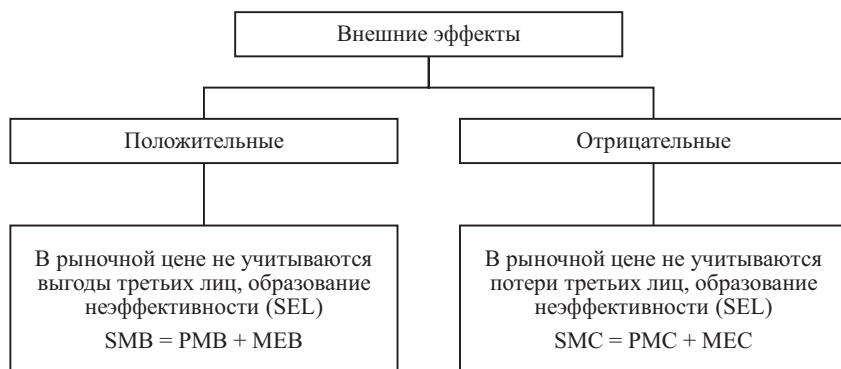 Внешние эффекты
Положительные
Отрицательные
В рыночной цене не учитываются
выгоды третьих лиц, образование
неэффективности (SEL)
SMB = PMB + MEB
В рыночной цене не учитываются
потери третьих лиц, образование
неэффективности (SEL)
SMC = PMC + MEC